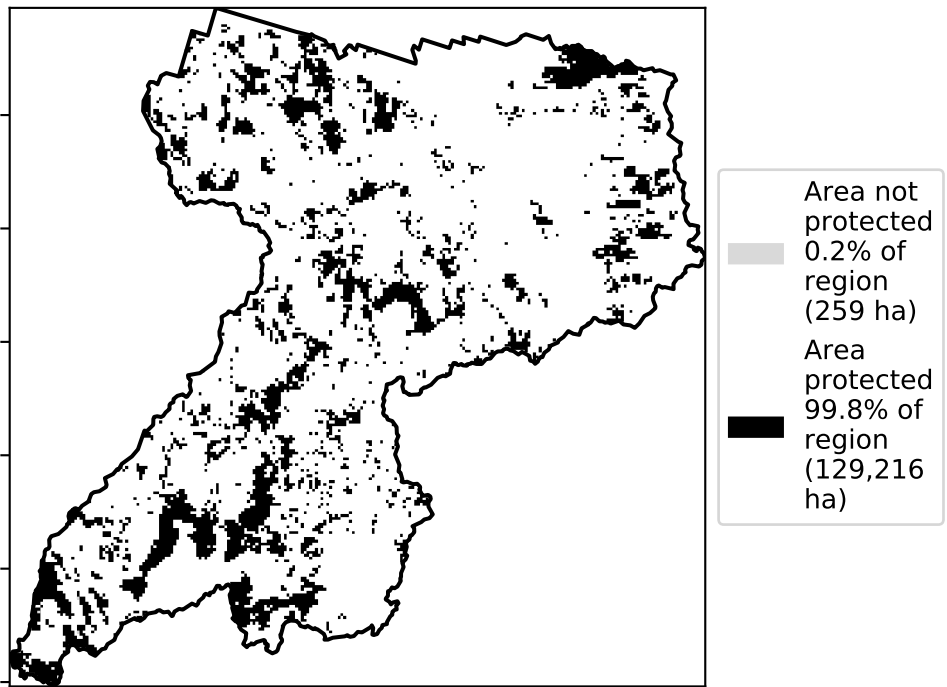 Area not
protected
0.2% of
region
(259 ha)
Area
protected
99.8% of
region
(129,216
ha)